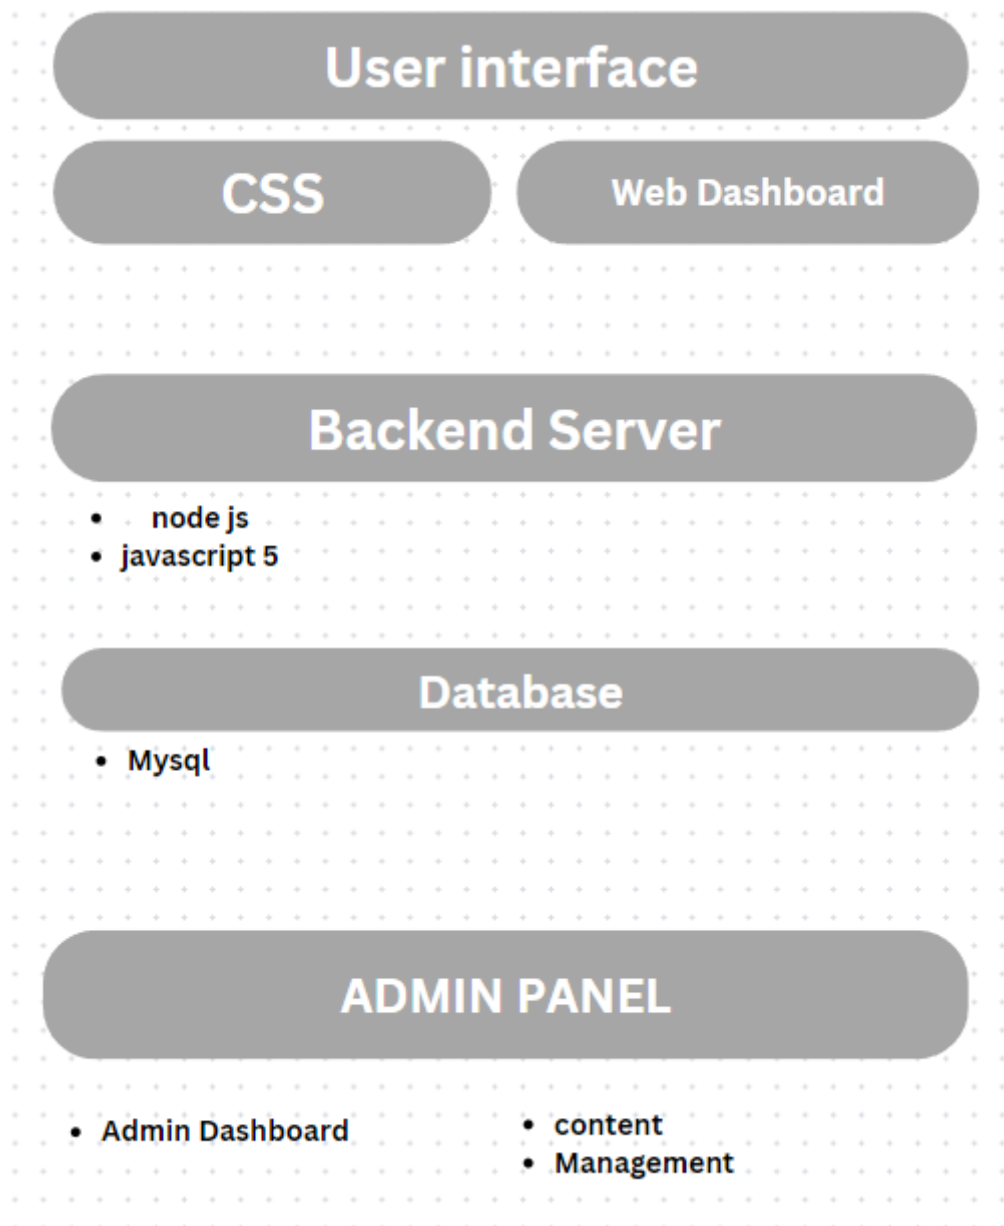 User interface
CSS
Web Dashboard
Backend Server
node js
javascript 5
Database
Mysql
ADMIN PANEL
Admin Dashboard
content
Management